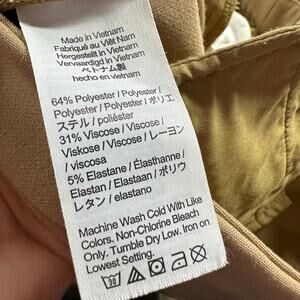 Made in Vietnam
Fabriqué au Viêt Nam
Hergestellt in Vietnam
Vervaardigd in Vietnam
ベトナム製
hecho en vietnam
64% Polyester / Polyester /
Polyester / Polyester / ポリエ
ステル / poliéster
31% Viscose / Viscose /
Viskose / Viscose / レーヨン
/ viscosa
5% Elastane / Élasthanne /
Elastan / Elastaan / ポリウ
レタン / elastano
Machine Wash Cold With Like
Colors. Non-Chlorine Bleach
Only. Tumble Dry Low. Iron on
Lowest Setting.
30